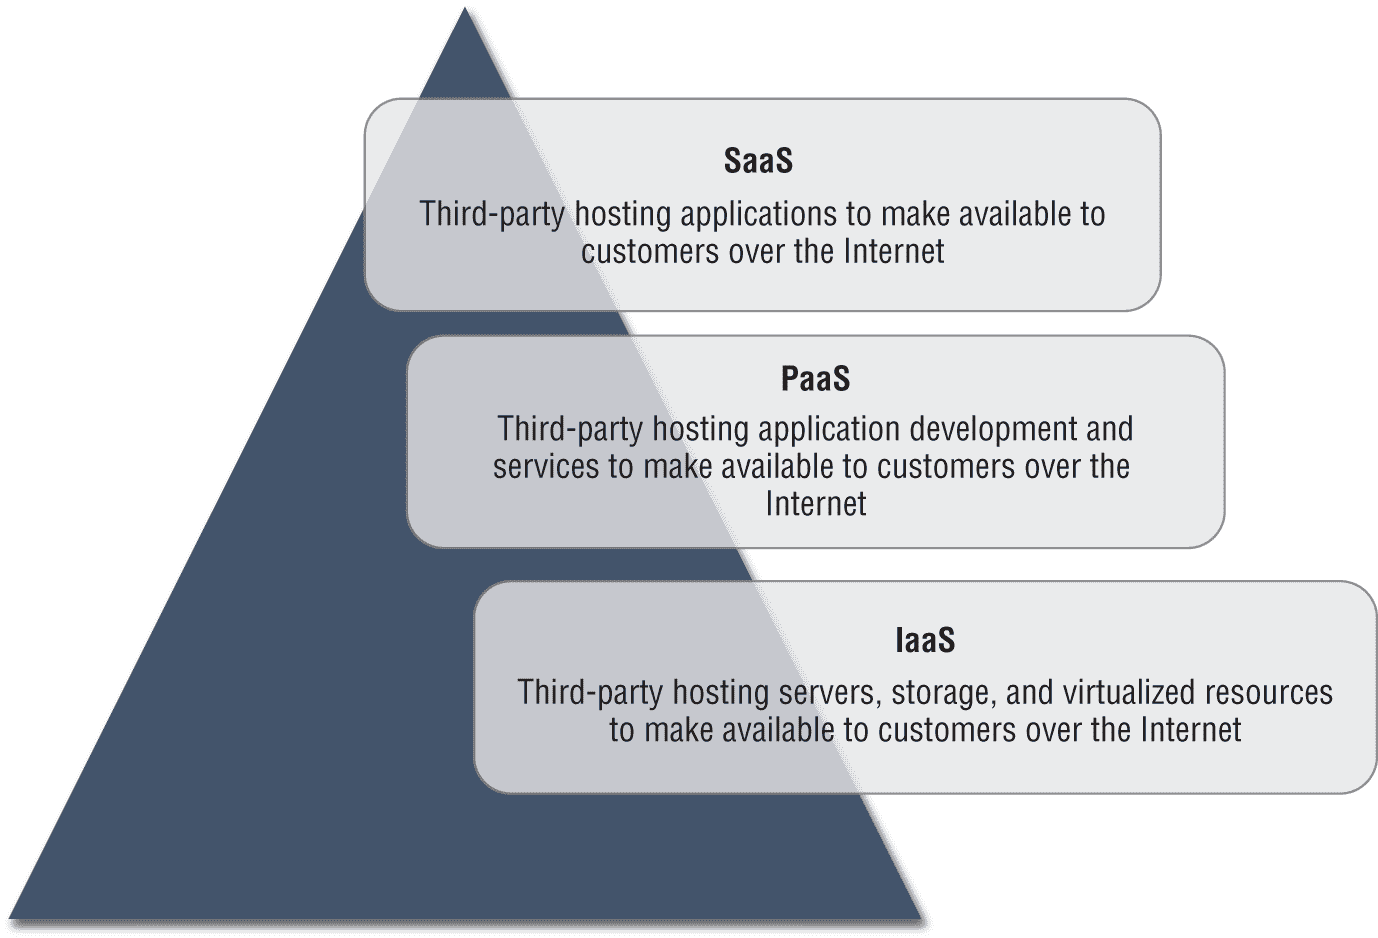 SaaS
Third-party hosting applications to make available to
customers over the Internet
PaaS
Third-party hosting application development and
services to make available to customers over the
Internet
IaaS
Third-party hosting servers, storage, and virtualized resources
to make available to customers over the Internet